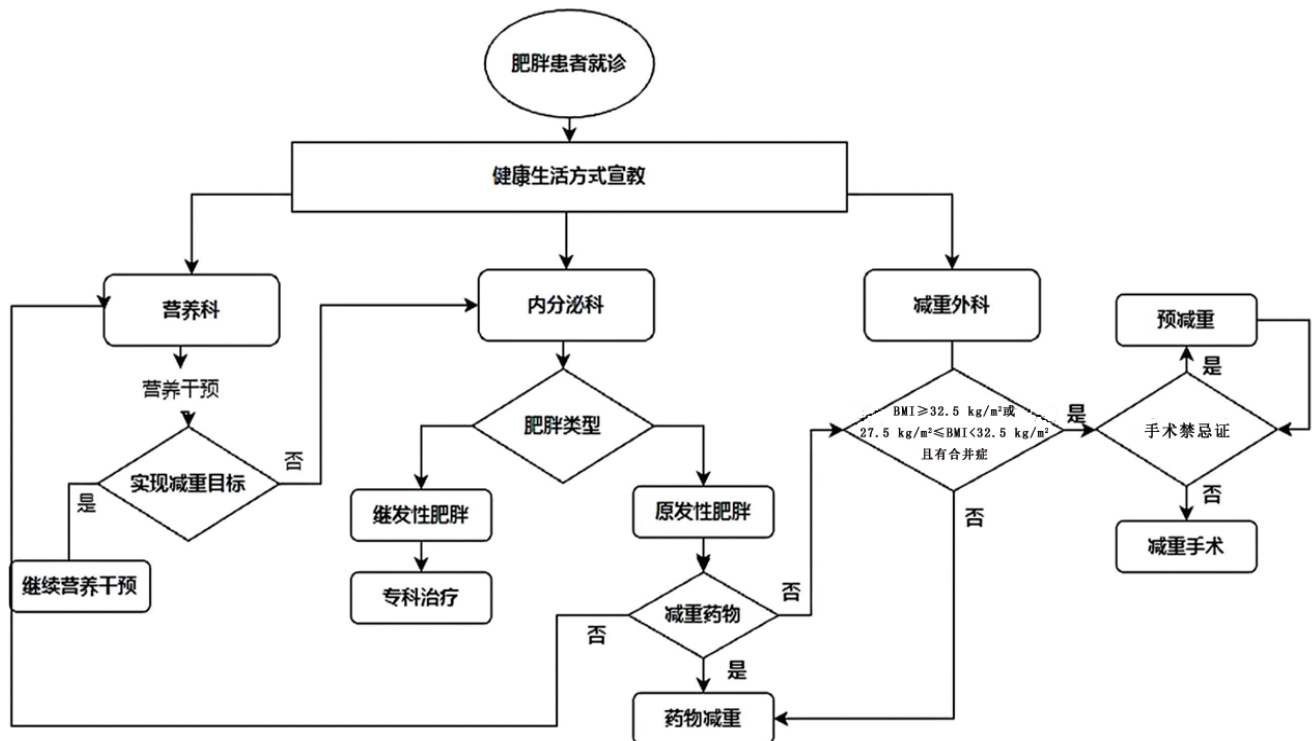 肥胖患者就诊
健康生活方式宣教
营养科
内分泌科
减重外科
预减重
营养干预
是
肥胖类型
BMI≥32.5 kg/m²或
27.5 kg/m²≤BMI<32.5 kg/m²
且有合并症
是
手术禁忌证
实现减重目标
否
是
继发性肥胖
原发性肥胖
否
否
减重手术
继续营养干预
专科治疗
减重药物
否
否
是
药物减重